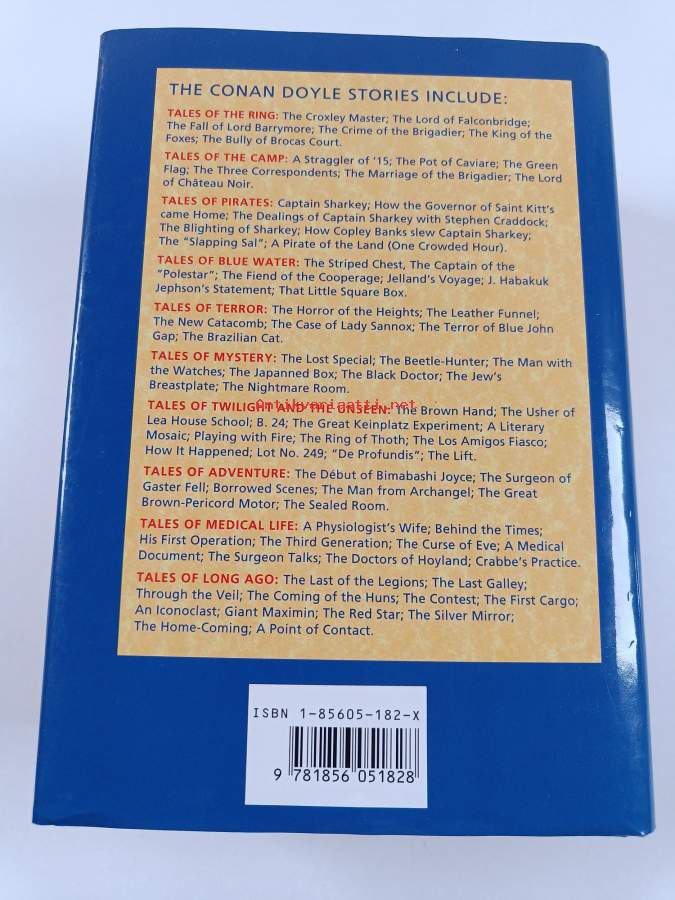 THE CONAN DOYLE STORIES INCLUDE:
TALES OF THE RING: The Croxley Master; The Lord of Falconbridge;
The Fall of Lord Barrymore; The Crime of the Brigadier; The King of the
Foxes; The Bully of Brocas Court.
TALES OF THE CAMP: A Straggler of '15; The Pot of Caviare; The Green
Flag; The Three Correspondents; The Marriage of the Brigadier; The Lord
of Château Noir.
TALES OF PIRATES: Captain Sharkey; How the Governor of Saint Kitt's
came Home; The Dealings of Captain Sharkey with Stephen Craddock;
The Blighting of Sharkey; How Copley Banks slew Captain Sharkey;
The "Slapping Sal"; A Pirate of the Land (One Crowded Hour).
TALES OF BLUE WATER: The Striped Chest, The Captain of the
"Polestar"; The Fiend of the Cooperage; Jelland's Voyage; J. Habakuk
Jephson's Statement; That Little Square Box.
TALES OF TERROR: The Horror of the Heights; The Leather Funnel;
The New Catacomb; The Case of Lady Sannox; The Terror of Blue John
Gap; The Brazilian Cat.
TALES OF MYSTERY: The Lost Special; The Beetle-Hunter; The Man with
the Watches; The Japanned Box; The Black Doctor; The Jew's
Breastplate; The Nightmare Room.
Antikvariaatti.net
TALES OF TWILIGHT AND THE UNSEEN: The Brown Hand; The Usher of
Lea House School; B. 24; The Great Keinplatz Experiment; A Literary
Mosaic; Playing with Fire; The Ring of Thoth; The Los Amigos Fiasco;
How It Happened; Lot No. 249; "De Profundis"; The Lift.
TALES OF ADVENTURE: The Début of Bimabashi Joyce; The Surgeon of
Gaster Fell; Borrowed Scenes; The Man from Archangel; The Great
Brown-Pericord Motor; The Sealed Room.
TALES OF MEDICAL LIFE: A Physiologist's Wife; Behind the Times;
His First Operation; The Third Generation; The Curse of Eve; A Medical
Document; The Surgeon Talks; The Doctors of Hoyland; Crabbe's Practice.
TALES OF LONG AGO: The Last of the Legions; The Last Galley;
Through the Veil; The Coming of the Huns; The Contest; The First Cargo;
An Iconoclast; Giant Maximin; The Red Star; The Silver Mirror;
The Home-Coming; A Point of Contact.
ISBN 1-85605-182-X
9 781856 051828